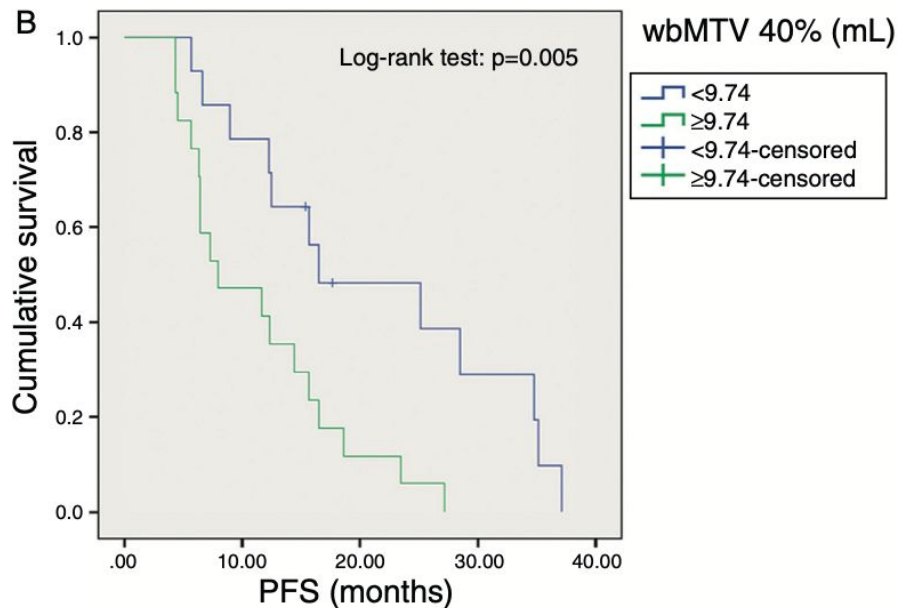 B
wbMTV 40% (mL)
Log-rank test: p=0.005
<9.74
≥9.74
<9.74-censored
≥9.74-censored
Cumulative survival
1.0
0.8
0.6
0.4
0.2
0.0
.00 10.00 20.00 30.00 40.00
PFS (months)